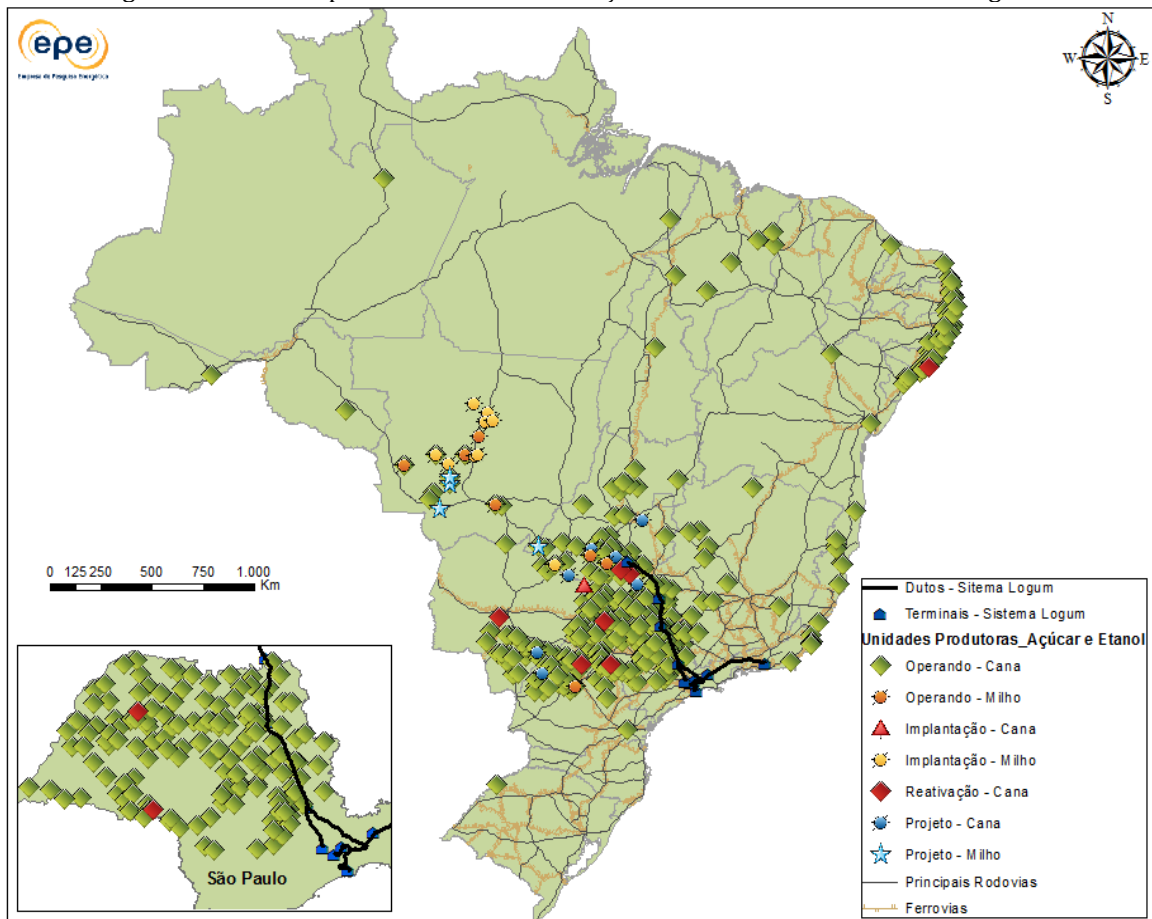 epe
Empresa de Pesquisa Energética
N
W
E
S
0 125 250 500 750 1.000
Km
São Paulo
Dutos - Sitema Logum
Terminais - Sistema Logum
Unidades Produtoras_Açúcar e Etanol
Operando - Cana
Operando - Milho
Implantação - Cana
Implantação - Milho
Reativação - Cana
Projeto - Cana
Projeto - Milho
Principais Rodovias
Ferrovias